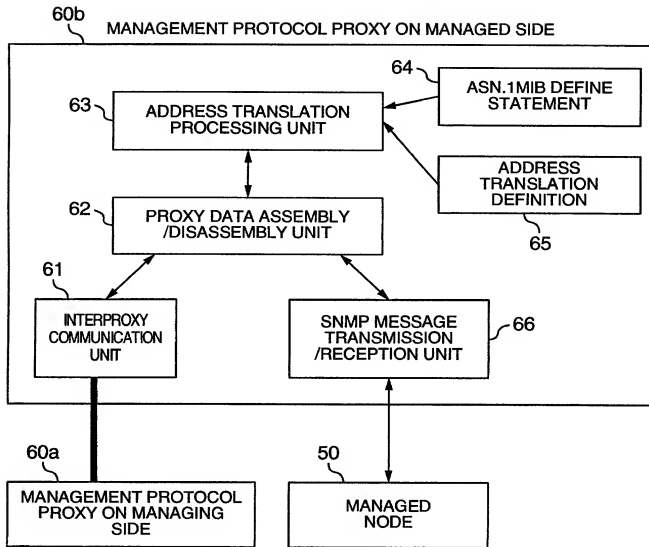 60b
MANAGEMENT PROTOCOL PROXY ON MANAGED SIDE
64
ASN.1MIB DEFINE
STATEMENT
63
ADDRESS TRANSLATION
PROCESSING UNIT
ADDRESS
TRANSLATION
DEFINITION
65
62
PROXY DATA ASSEMBLY
/DISASSEMBLY UNIT
61
INTERPROXY
COMMUNICATION
UNIT
SNMP MESSAGE
TRANSMISSION
/RECEPTION UNIT
66
60a
MANAGEMENT PROTOCOL
PROXY ON MANAGING
SIDE
50
MANAGED
NODE